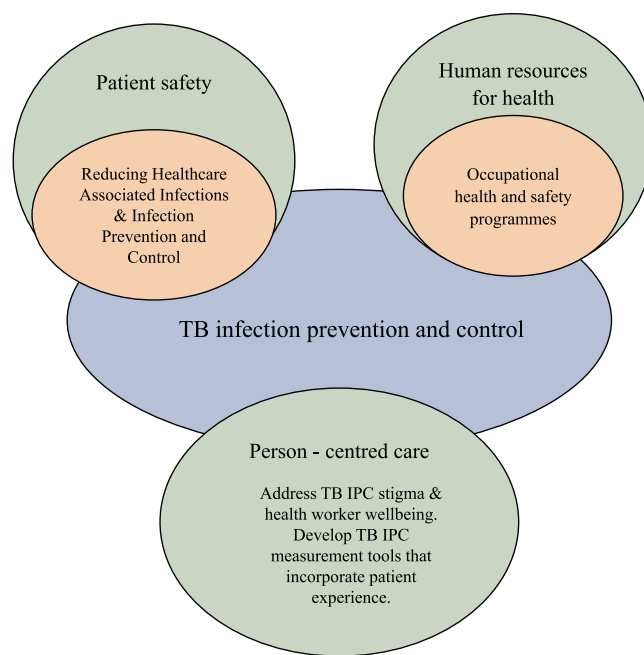 Patient safety
Reducing Healthcare
Associated Infections
& Infection
Prevention and
Control
Human resources
for health
Occupational
health and safety
programmes
TB infection prevention and control
Person - centred care
Address TB IPC stigma &
health worker wellbeing.
Develop TB IPC
measurement tools that
incorporate patient
experience.